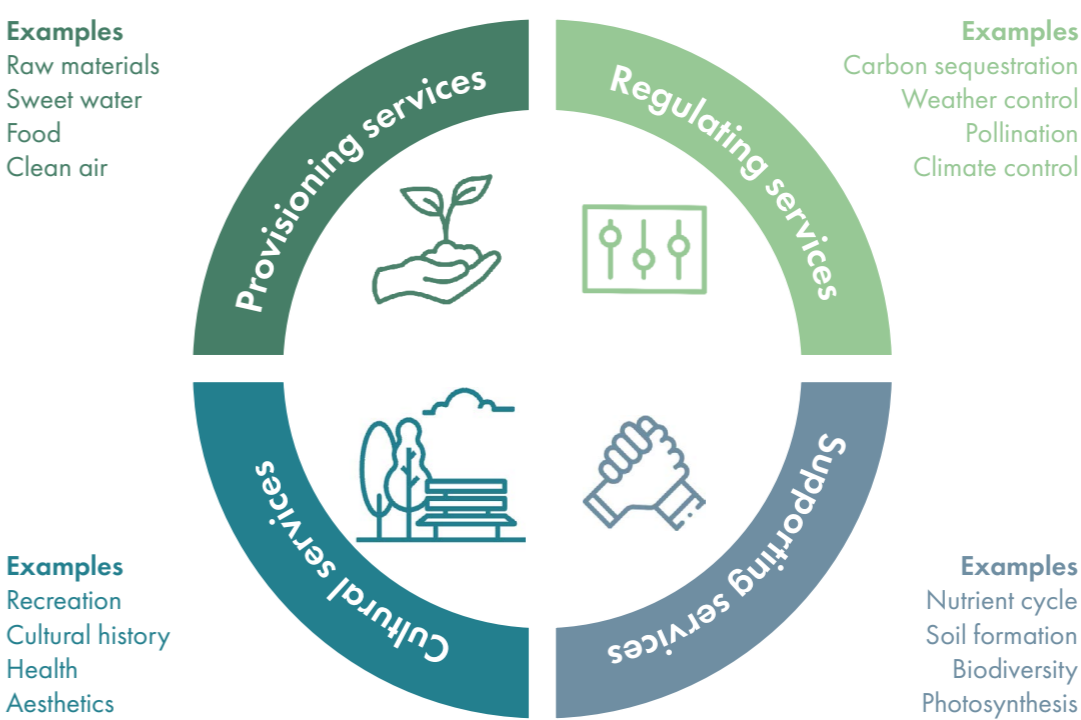 Examples
Raw materials
Sweet water
Food
Clean air
Provisioning services
Regulating services
Examples
Carbon sequestration
Weather control
Pollination
Climate control
Cultural services
Examples
Recreation
Cultural history
Health
Aesthetics
Supporting services
Examples
Nutrient cycle
Soil formation
Biodiversity
Photosynthesis